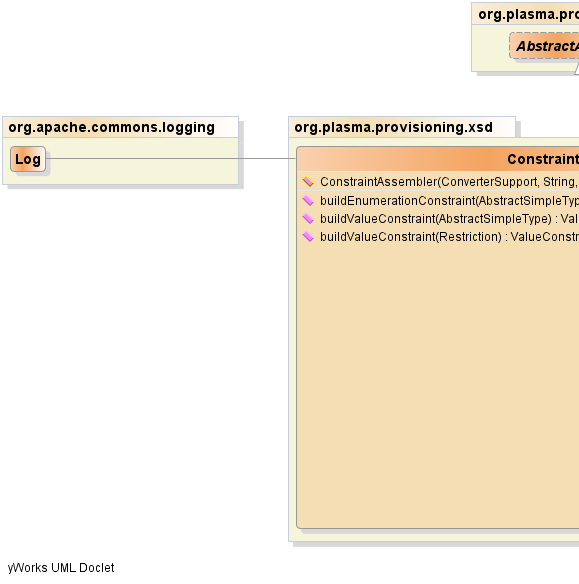 org.plasma.pro
AbstractA
org.apache.commons.logging
Log
org.plasma.provisioning.xsd
Constraint
ConstraintAssembler(ConverterSupport, String,
buildEnumerationConstraint(AbstractSimpleTyp
buildValueConstraint(AbstractSimpleType) : Val
buildValueConstraint(Restriction) : ValueConstr
yWorks UML Doclet